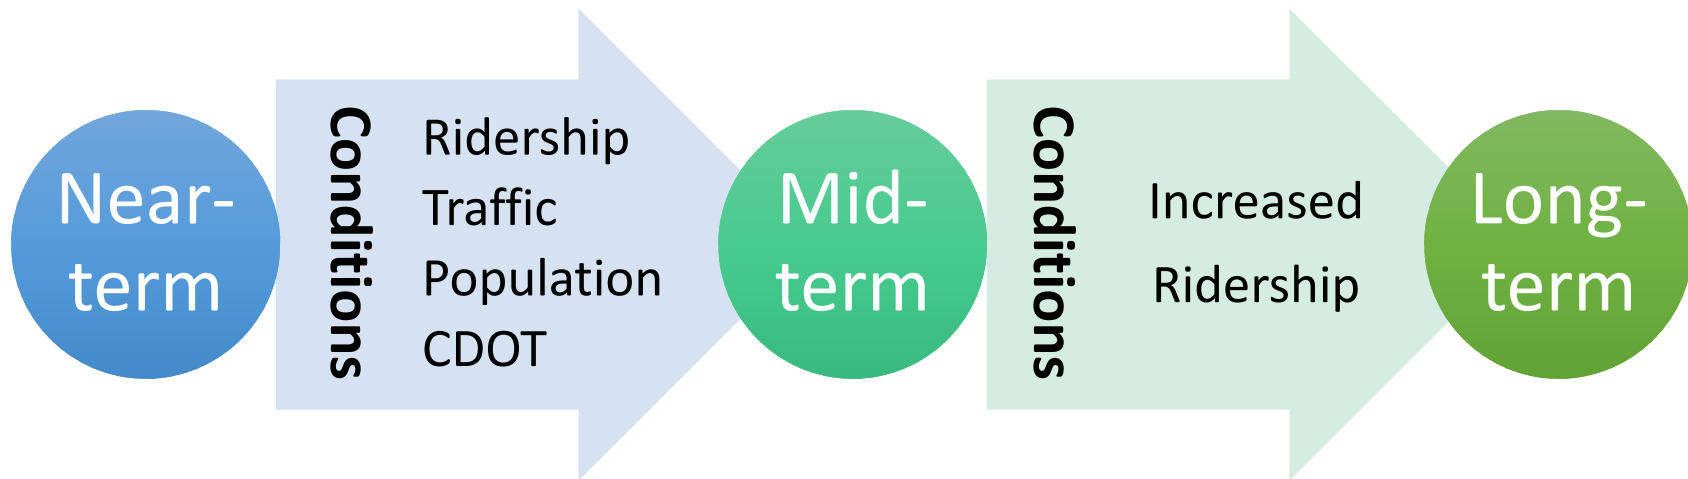 Near-
term
Conditions
Ridership
Traffic
Population
CDOT
Mid-
term
Conditions
Increased
Ridership
Long-
term